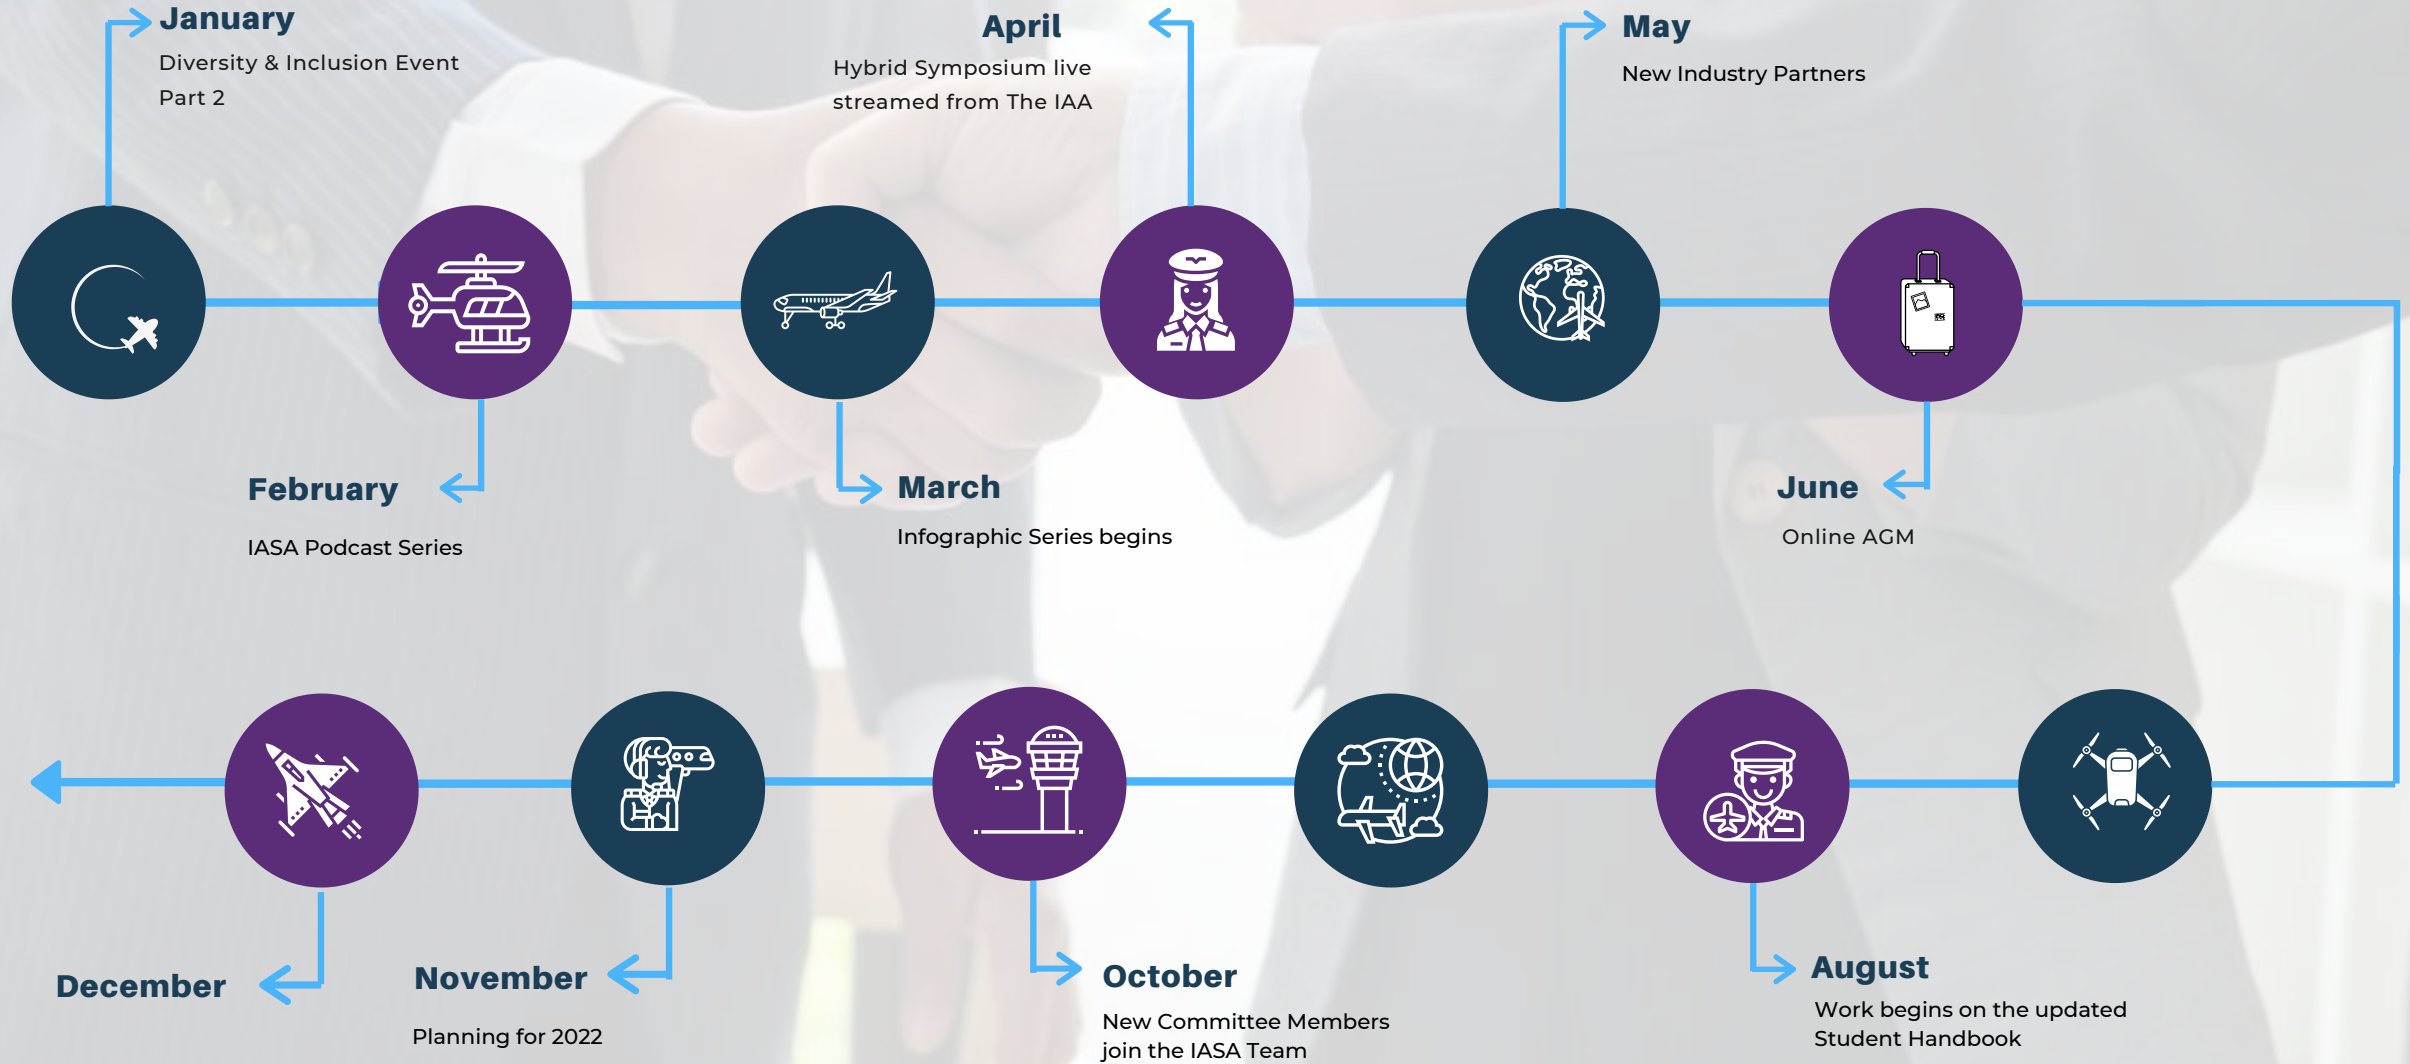 January
Diversity & Inclusion Event
Part 2
February
IASA Podcast Series
March
Infographic Series begins
April
Hybrid Symposium live
streamed from The IAA
May
New Industry Partners
June
Online AGM
August
Work begins on the updated
Student Handbook
October
New Committee Members
join the IASA Team
November
Planning for 2022
December